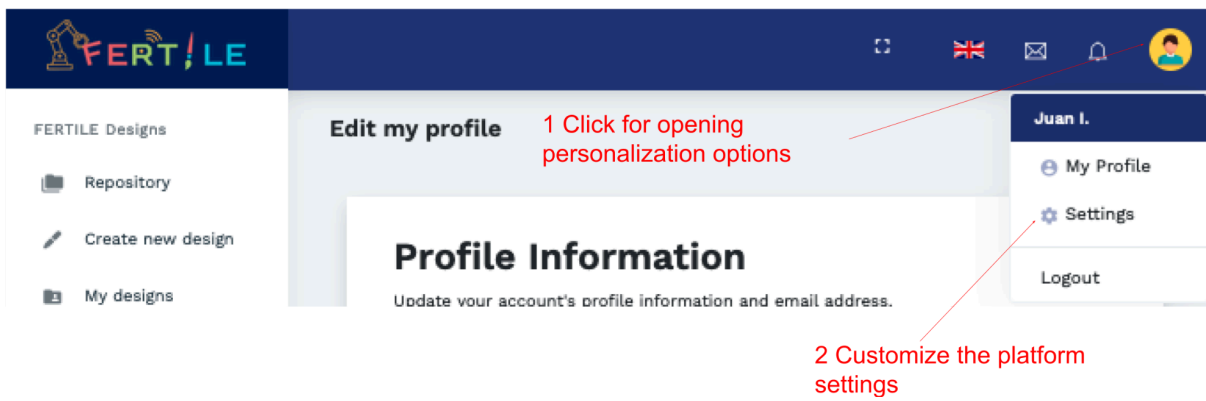 FERT!LE
FERTILE Designs
Repository
Create new design
My designs
Edit my profile
1 Click for opening
personalization options
Profile Information
Update your account's profile information and email address.
Juan I.
My Profile
Settings
Logout
2 Customize the platform
settings